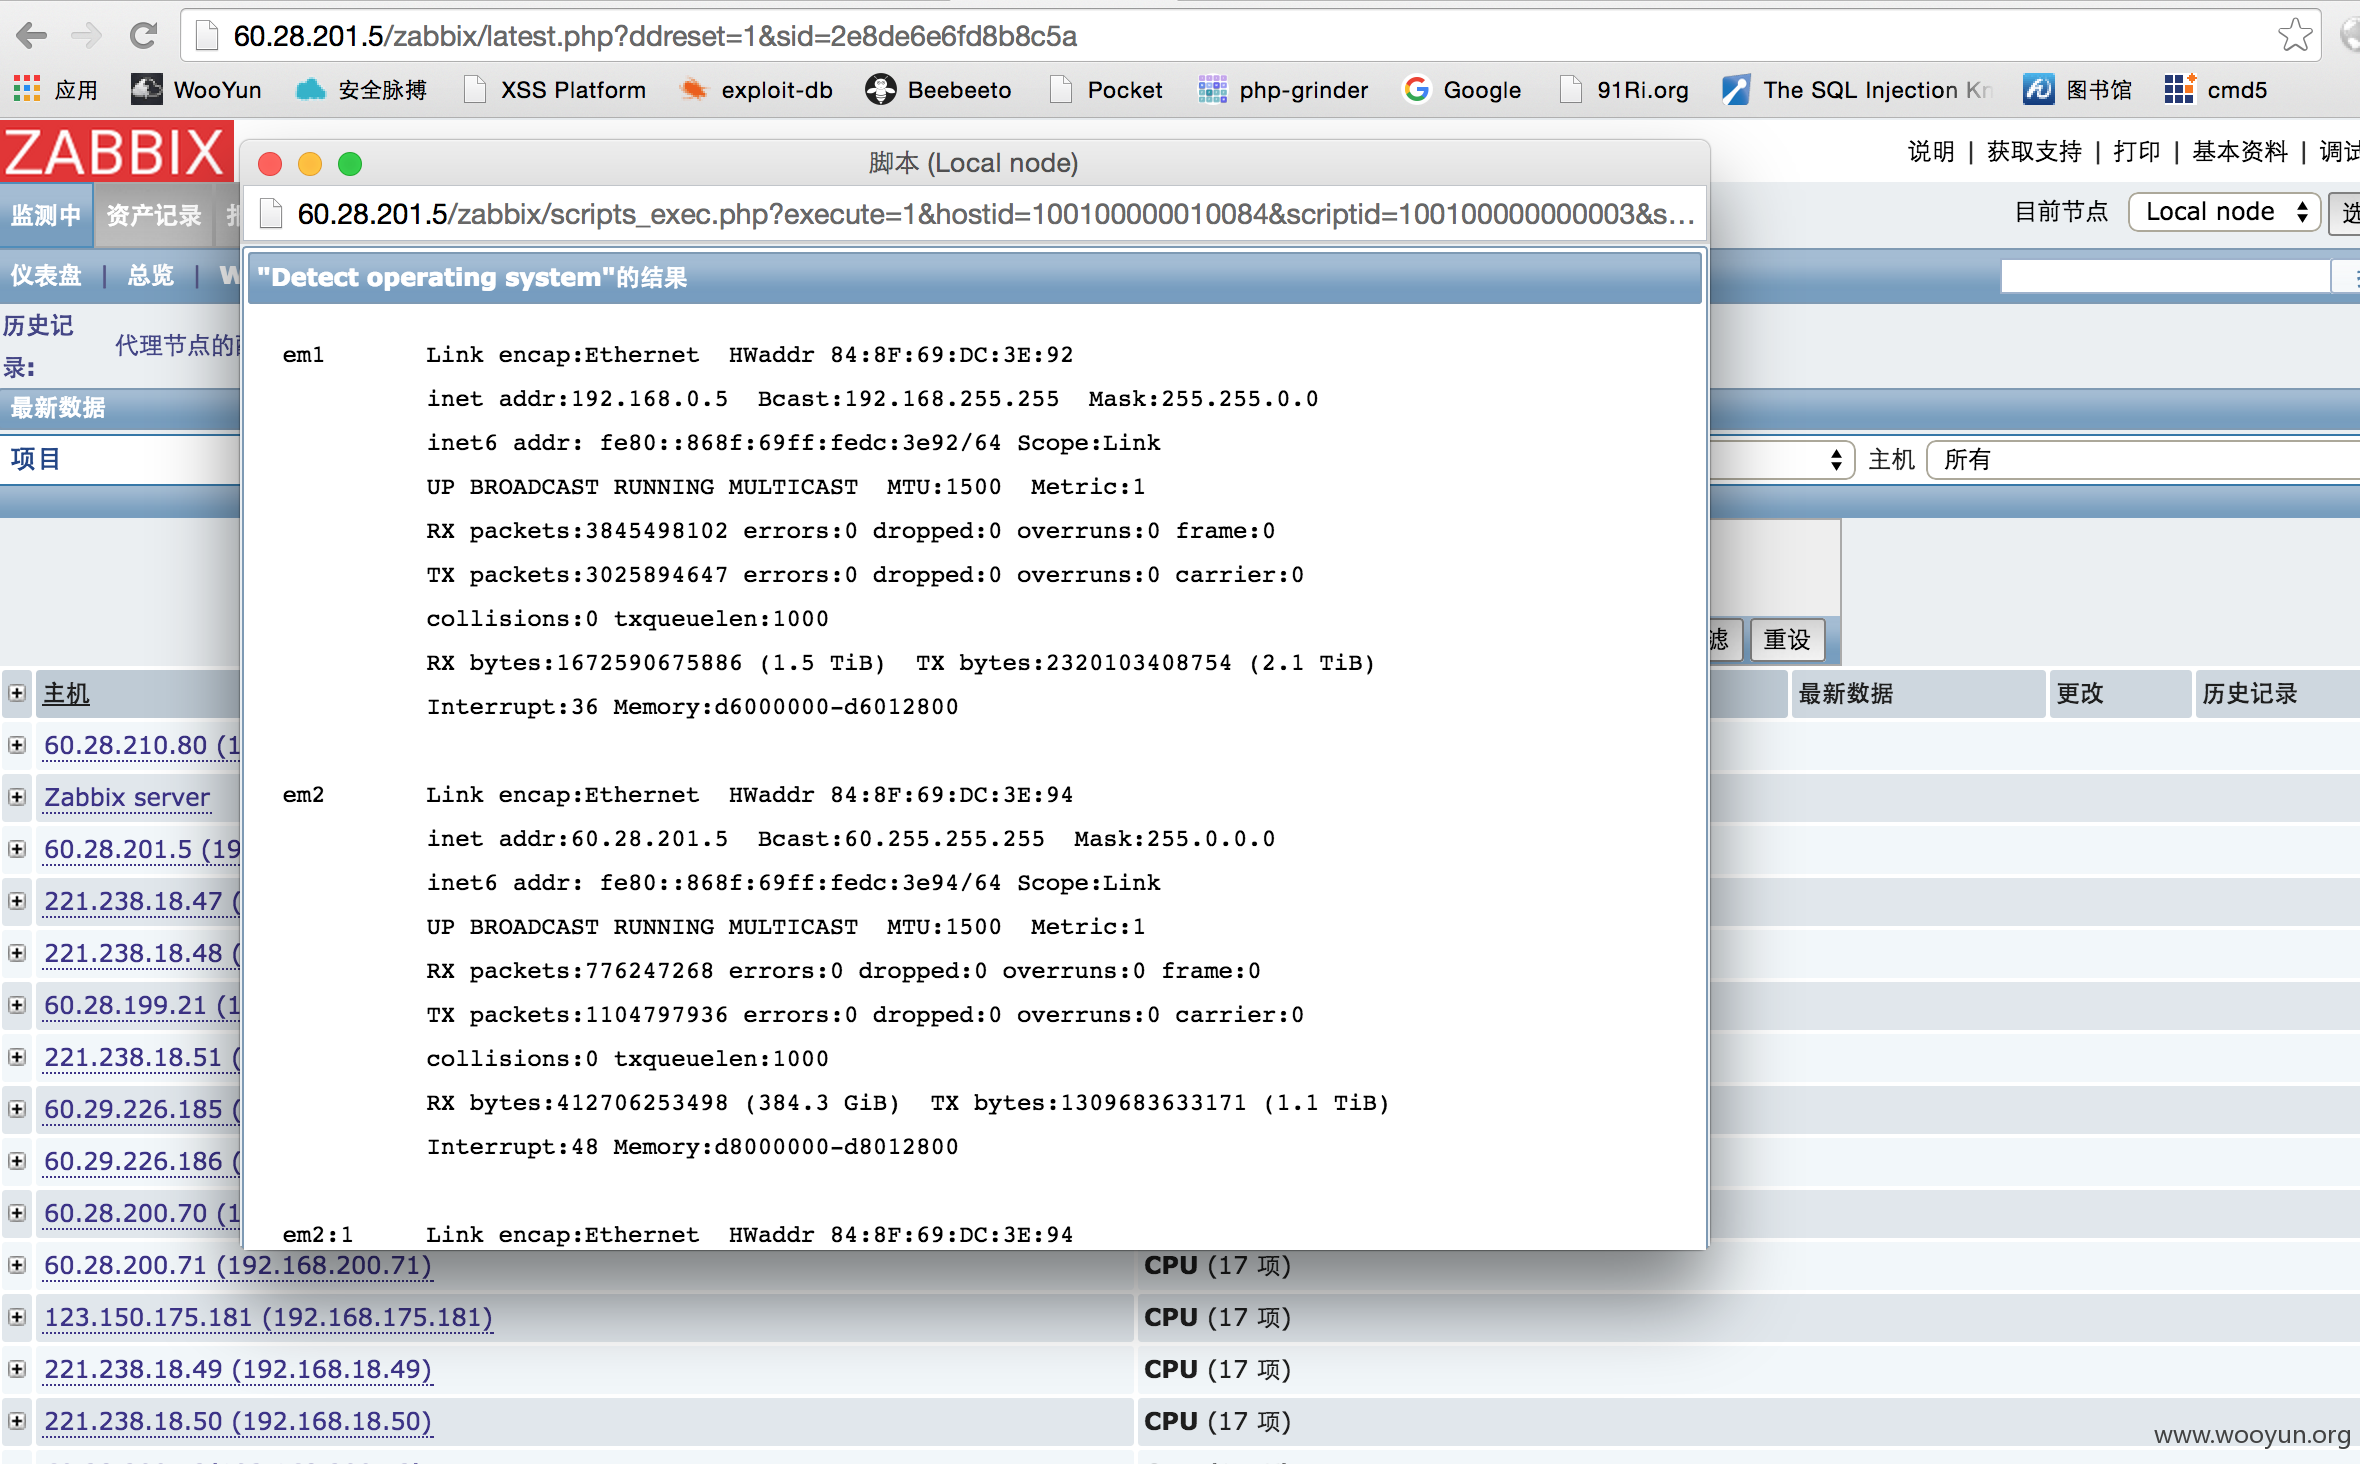 60.28.201.5/zabbix/latest.php?ddreset=1&sid=2e8de6e6fd8b8c5a
应用 WooYun 安全脉搏 XSS Platform exploit-db Beebeeto Pocket php-grinder Google 91Ri.org The SQL Injection 图书馆 cmd5
ZABBIX
说明 | 获取支持 | 打印 | 基本资料 | 调试
脚本 (Local node)
60.28.201.5/zabbix/scripts_exec.php?execute=1&hostid=100100000010084&scriptid=100100000000003&s...
监测中 资产记录
目前节点 Local node
仪表盘 | 总览 | W
"Detect operating system"的结果
历史记录:
代理节点的
最新数据
项目
主机 所有
重设
em1 Link encap:Ethernet HWaddr 84:8F:69:DC:3E:92
inet addr:192.168.0.5 Bcast:192.168.255.255 Mask:255.255.0.0
inet6 addr: fe80::868f:69ff:fedc:3e92/64 Scope:Link
UP BROADCAST RUNNING MULTICAST MTU:1500 Metric:1
RX packets:3845498102 errors:0 dropped:0 overruns:0 frame:0
TX packets:3025894647 errors:0 dropped:0 overruns:0 carrier:0
collisions:0 txqueuelen:1000
RX bytes:1672590675886 (1.5 TiB) TX bytes:2320103408754 (2.1 TiB)
Interrupt:36 Memory:d6000000-d6012800
em2 Link encap:Ethernet HWaddr 84:8F:69:DC:3E:94
inet addr:60.28.201.5 Bcast:60.255.255.255 Mask:255.0.0.0
inet6 addr: fe80::868f:69ff:fedc:3e94/64 Scope:Link
UP BROADCAST RUNNING MULTICAST MTU:1500 Metric:1
RX packets:776247268 errors:0 dropped:0 overruns:0 frame:0
TX packets:1104797936 errors:0 dropped:0 overruns:0 carrier:0
collisions:0 txqueuelen:1000
RX bytes:412706253498 (384.3 GiB) TX bytes:1309683633171 (1.1 TiB)
Interrupt:48 Memory:d8000000-d8012800
em2:1 Link encap:Ethernet HWaddr 84:8F:69:DC:3E:94
主机 最新数据 更改 历史记录
60.28.210.80 (1
Zabbix server
60.28.201.5 (19
221.238.18.47 (
221.238.18.48 (
60.28.199.21 (1
221.238.18.51 (
60.29.226.185 (
60.29.226.186 (
60.28.200.70 (1
60.28.200.71 (192.168.200.71) CPU (17 项)
123.150.175.181 (192.168.175.181) CPU (17 项)
221.238.18.49 (192.168.18.49) CPU (17 项)
221.238.18.50 (192.168.18.50) CPU (17 项)
www.wooyun.org